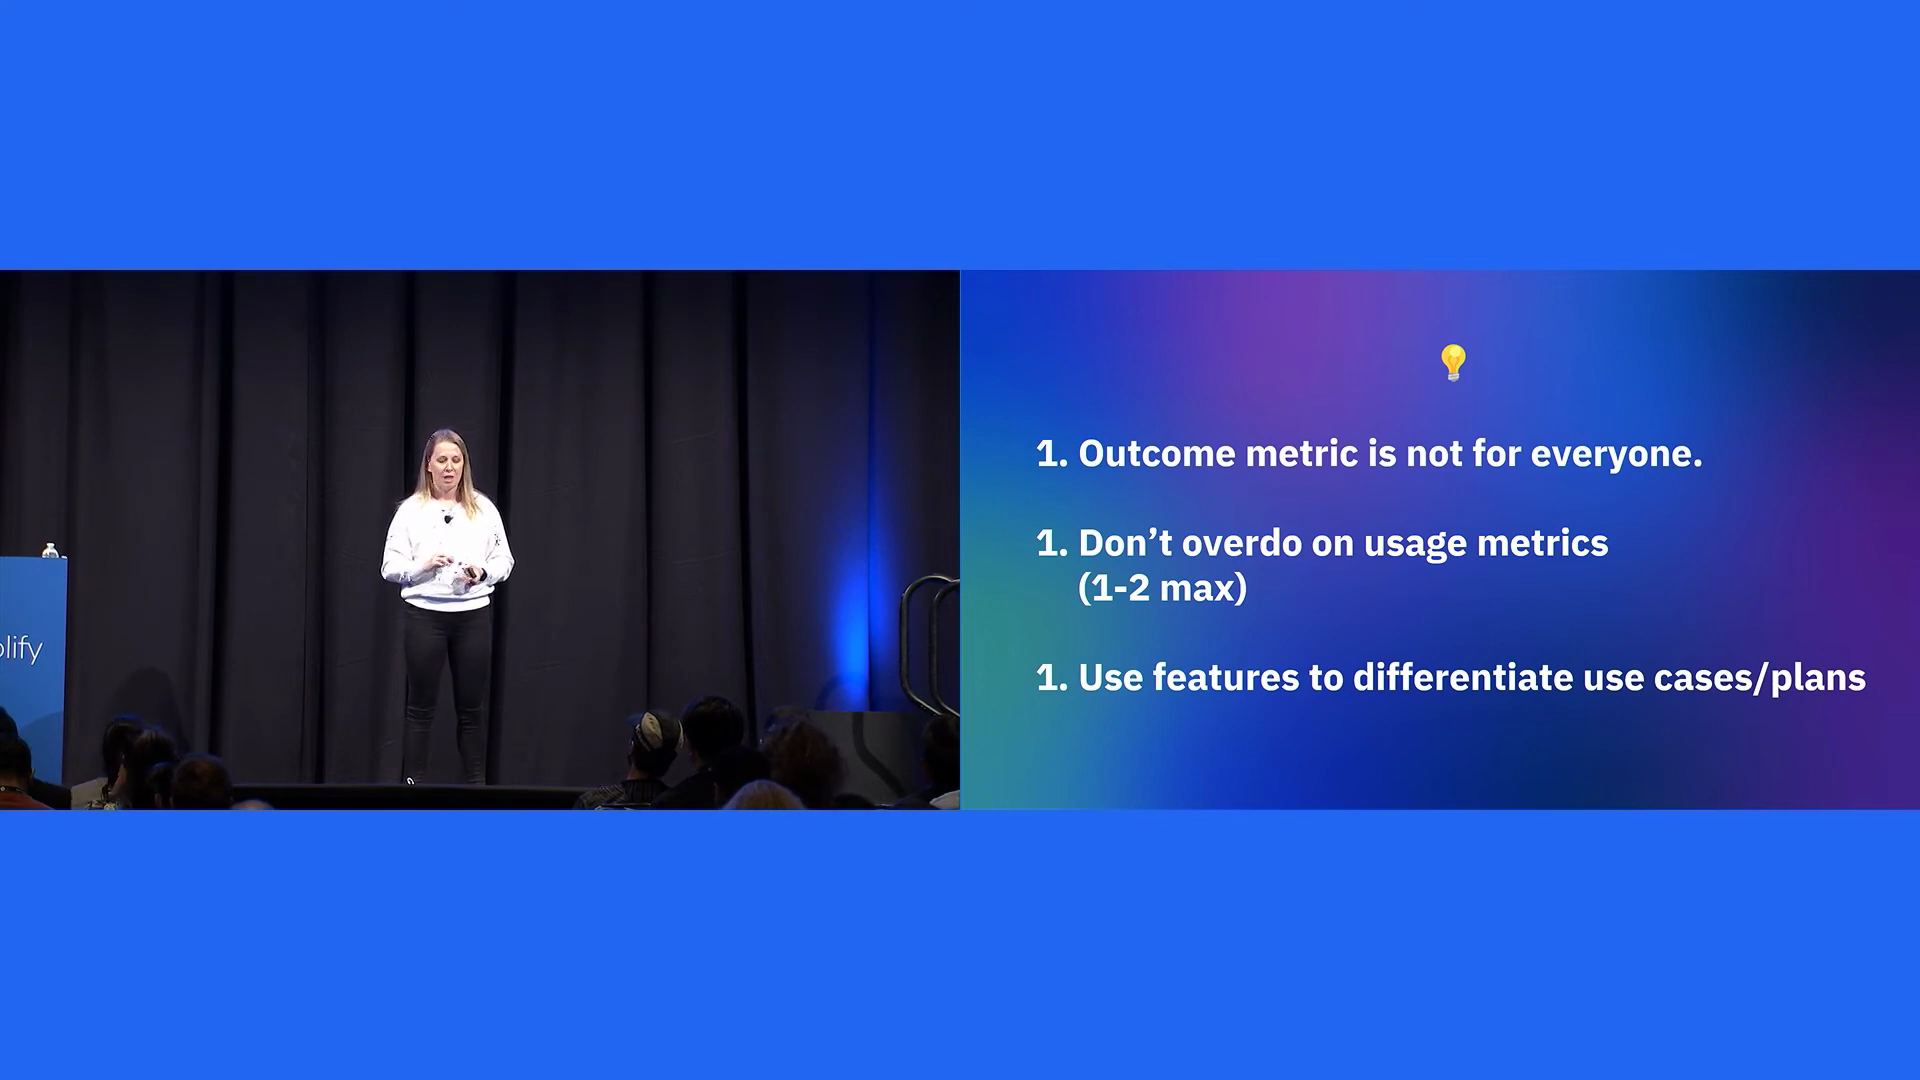 plify
1. Outcome metric is not for everyone.
1. Don’t overdo on usage metrics
(1-2 max)
1. Use features to differentiate use cases/plans